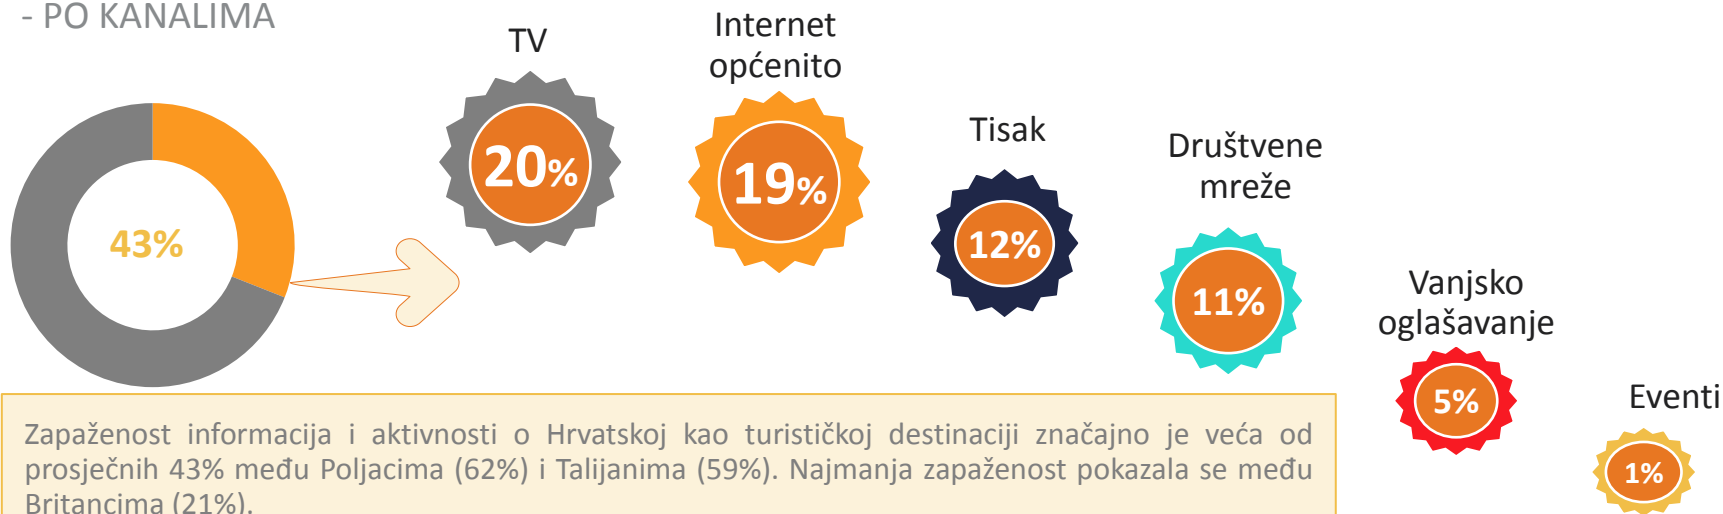 - PO KANALIMA
TV
Internet
općenito
Tisak
Društvene
mreže
Vanjsko
oglašavanje
Eventi
43%
20%
19%
12%
11%
5%
1%
Zapaženost informacija i aktivnosti o Hrvatskoj kao turističkoj destinaciji značajno je veća od
prosječnih 43% među Poljacima (62%) i Talijanima (59%). Najmanja zapaženost pokazala se među
Britancima (21%).